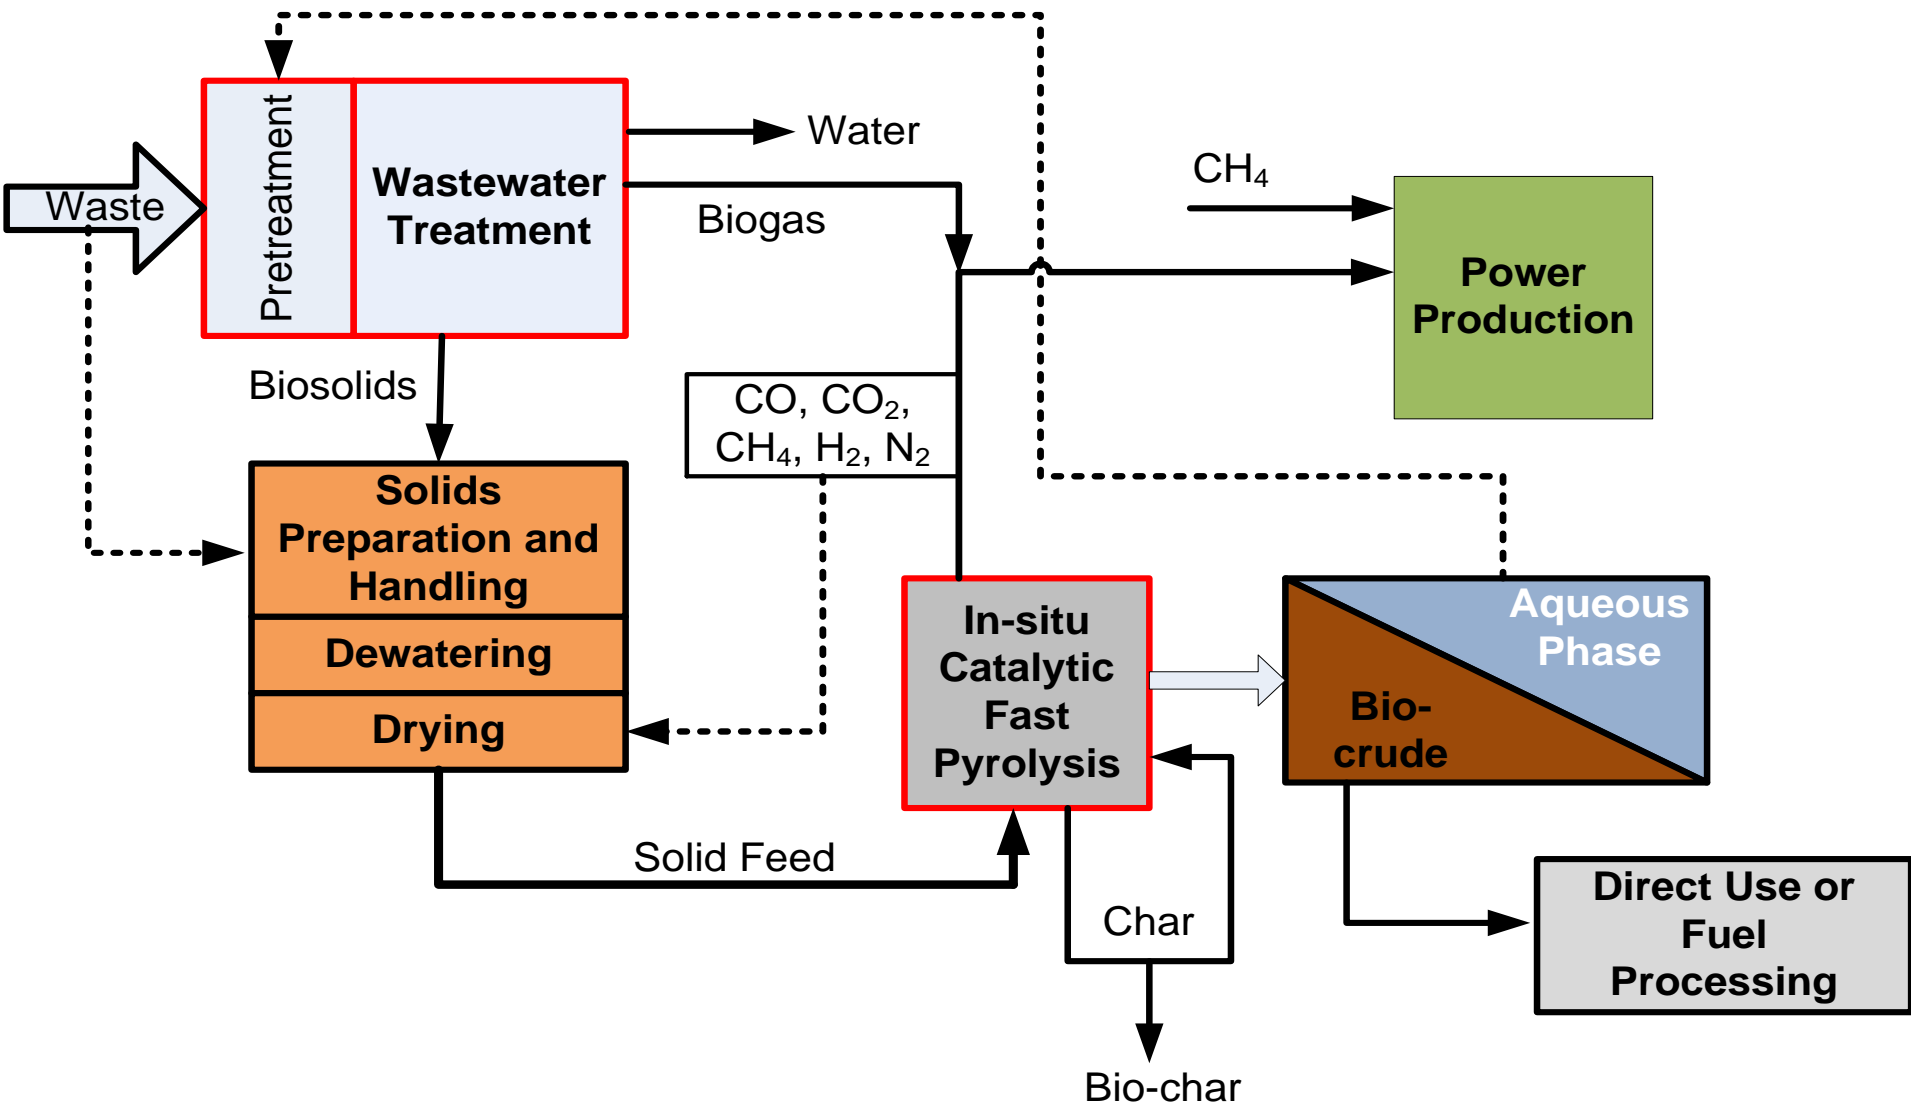 Waste
Pretreatment
Wastewater
Treatment
Water
Biogas
CH₄
Power
Production
Biosolids
CO, CO₂,
CH₄, H₂, N₂
Solids
Preparation and
Handling
Dewatering
Drying
In-situ
Catalytic
Fast
Pyrolysis
Aqueous
Phase
Bio-
crude
Solid Feed
Char
Direct Use or
Fuel
Processing
Bio-char